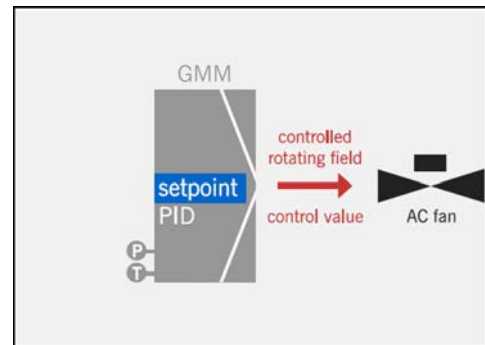 GMM
controlled
rotating field
setpoint
PID
control value
AC fan
P
T